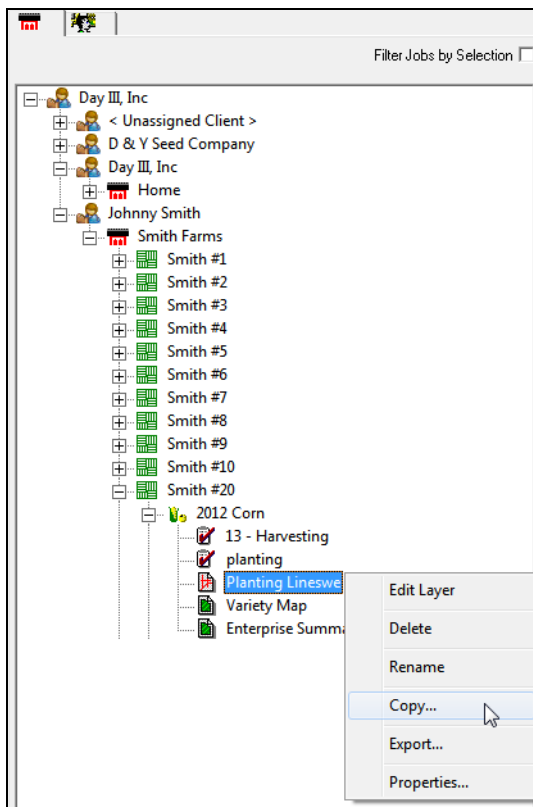 Filter Jobs by Selection
Day III, Inc
< Unassigned Client >
D & Y Seed Company
Day III, Inc
Home
Johnny Smith
Smith Farms
Smith #1
Smith #2
Smith #3
Smith #4
Smith #5
Smith #6
Smith #7
Smith #8
Smith #9
Smith #10
Smith #20
2012 Corn
13 - Harvesting
planting
Planting Lineswe
Variety Map
Enterprise Summa
Edit Layer
Delete
Rename
Copy...
Export...
Properties...